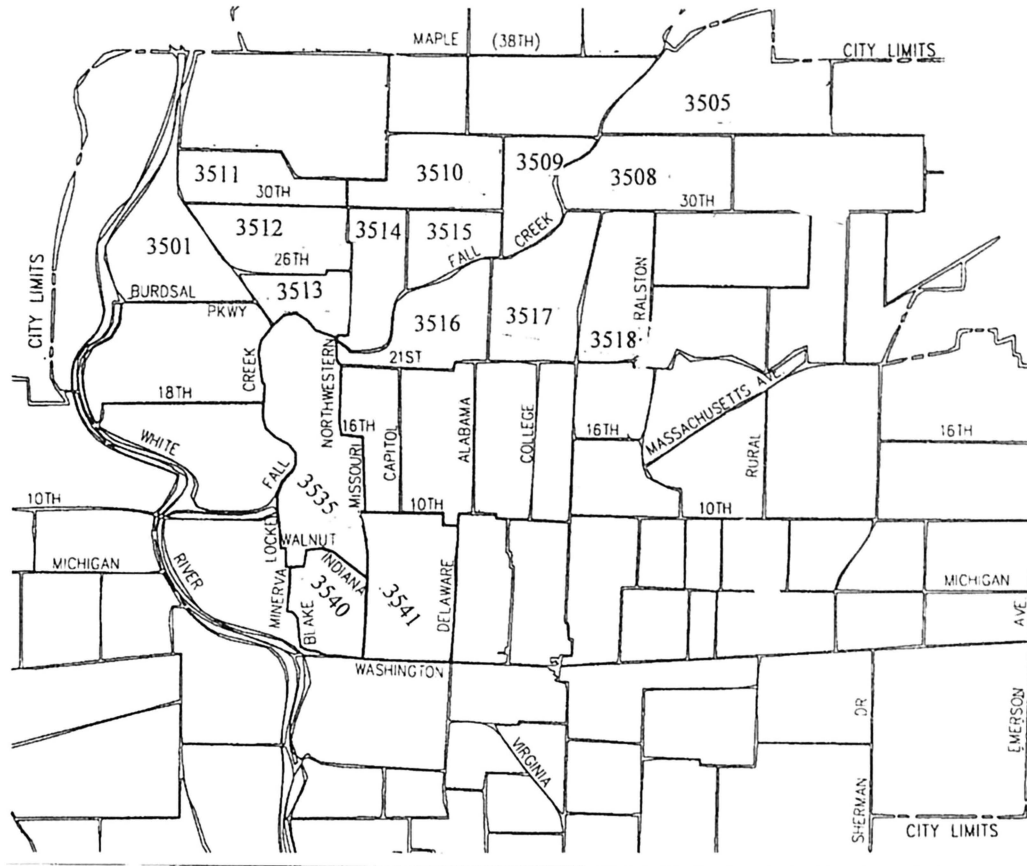 MAPLE (38TH)
CITY LIMITS
3505
3509
3511
3510
3508
30TH
30TH
3512
3514
3515
CREEK
3501
FALL
26TH
RALSTON
CITY LIMITS
BURDSAL
PKWY
3513
3516
3517
3518
NORTHWESTERN
21ST
CREEK
MASSACHUSETTS AVE.
18TH
WHITE
16TH
MISSOURI
CAPITOL
ALABAMA
COLLEGE
16TH
RURAL
16TH
FALL
3535
10TH
10TH
10TH
LOCKE
WALNUT
INDIANA
MICHIGAN
RIVER
MINERVA
BLAKE
3540
3541
DELAWARE
MICHIGAN
AVE
WASHINGTON
VIRGINIA
DR
SHERMAN
EMERSON
CITY LIMITS